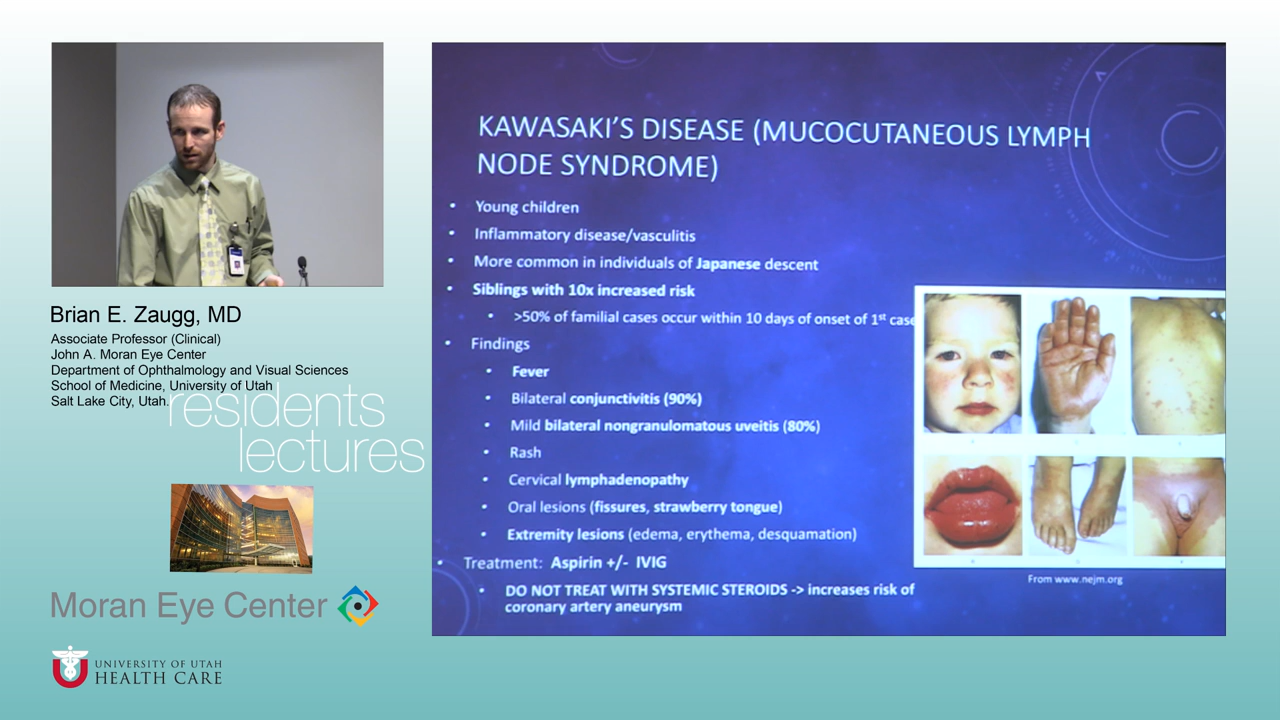 KAWASAKI'S DISEASE (MUCOCUTANEOUS LYMPH
NODE SYNDROME)
• Young children
• Inflammatory disease/vasculitis
• More common in individuals of Japanese descent
• Siblings with 10x increased risk
• >50% of familial cases occur within 10 days of onset of 1st case
• Findings
• Fever
• Bilateral conjunctivitis (90%)
• Mild bilateral nongranulomatous uveitis (80%)
• Rash
• Cervical lymphadenopathy
• Oral lesions (fissures, strawberry tongue)
• Extremity lesions (edema, erythema, desquamation)
• Treatment: Aspirin +/- IVIG
• DO NOT TREAT WITH SYSTEMIC STEROIDS -> increases risk of
coronary artery aneurysm
From www.nejm.org
Brian E. Zaugg, MD
Associate Professor (Clinical)
John A. Moran Eye Center
Department of Ophthalmology and Visual Sciences
School of Medicine, University of Utah
Salt Lake City, Utah.
residents
lectures
Moran Eye Center
UNIVERSITY OF UTAH
HEALTH CARE